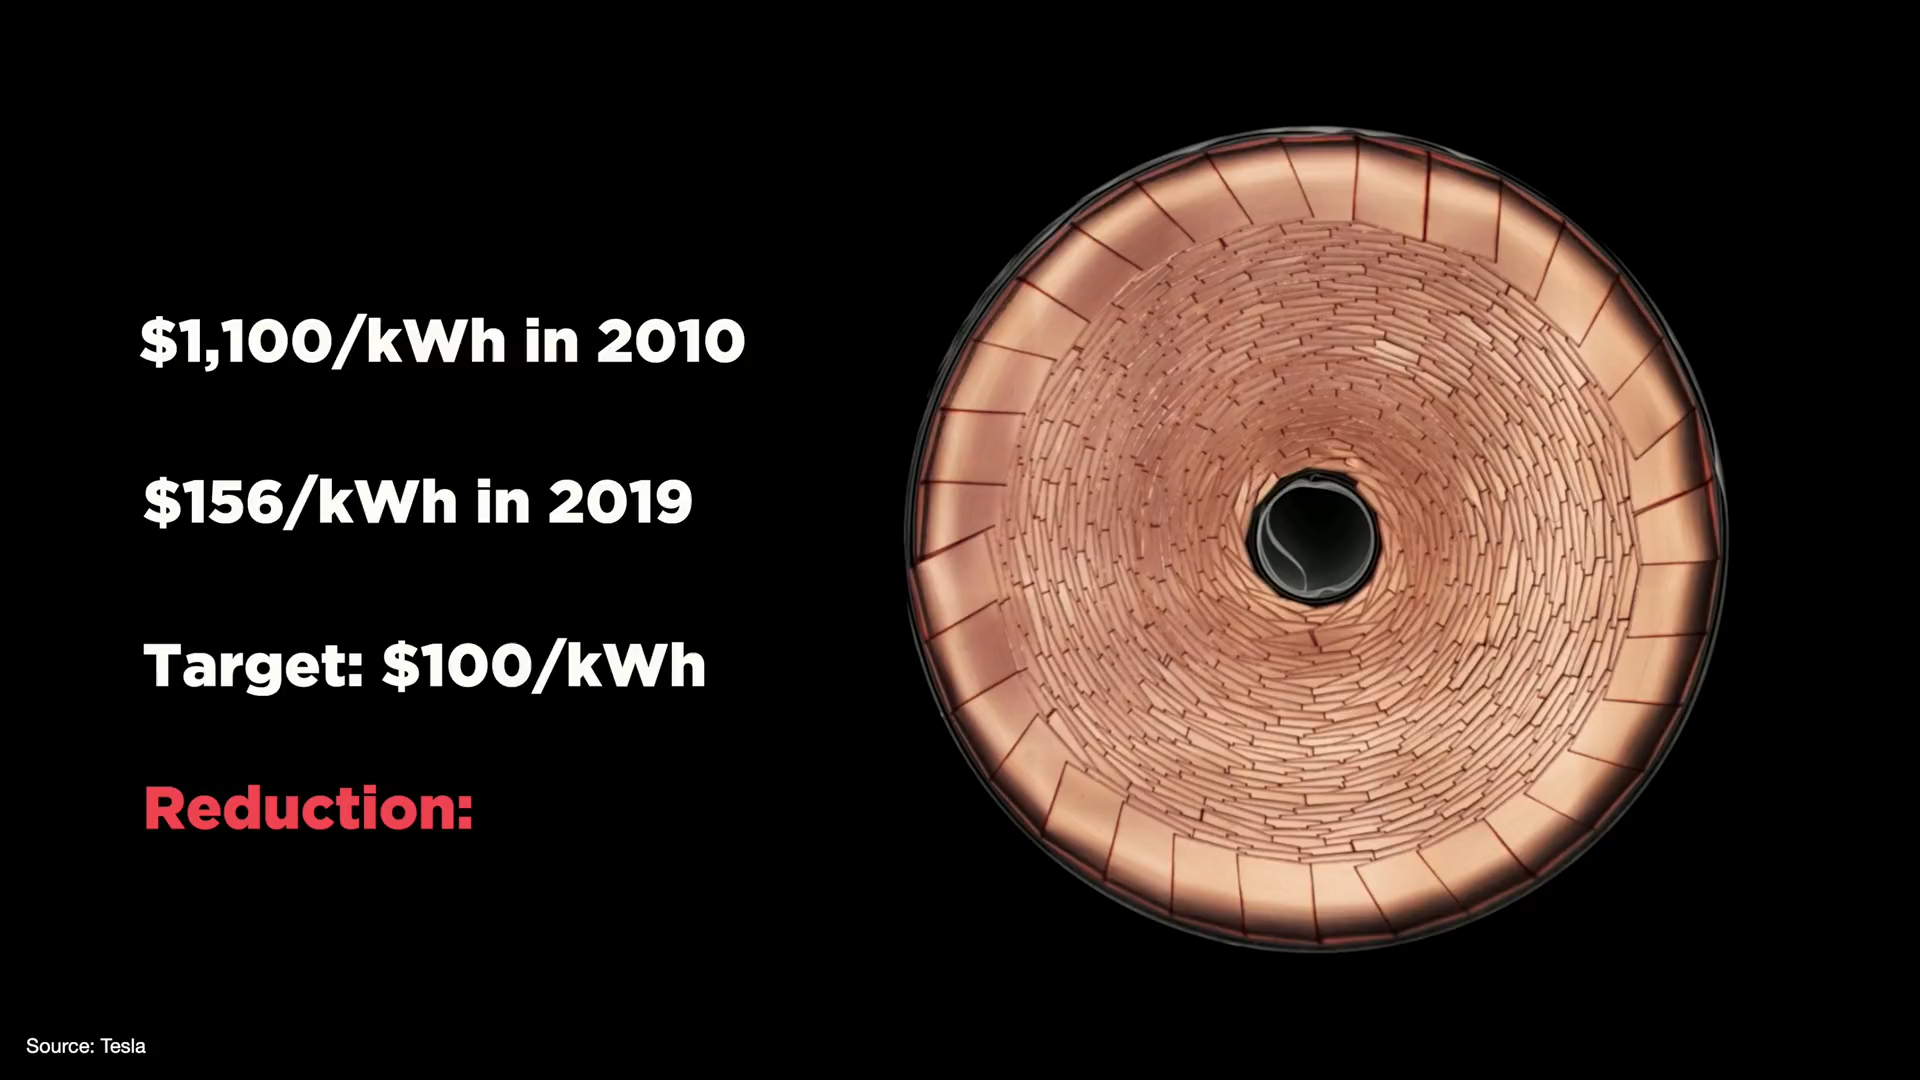 $1,100/kWh in 2010
$156/kWh in 2019
Target: $100/kWh
Reduction:
Source: Tesla